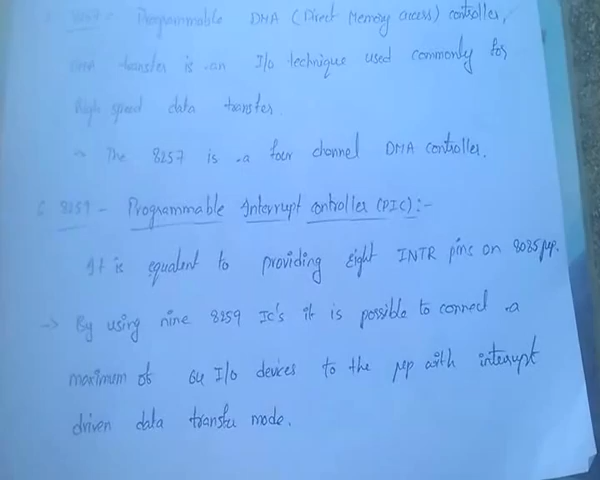 8257 - Programmable DMA (Direct Memory access) controller,
DMA transfer is an I/o technique used commonly for
high speed data transfer.
→ The 8257 is a four channel DMA controller.
6 8259 - Programmable Interrupt controller (PIC) :-
It is equalent to providing Eight INTR pins on 8085 μp.
→ By using nine 8259 Ic's it is possible to connect a
maximum of 64 I/o devices to the μp with interrupt
driven data transfer mode.